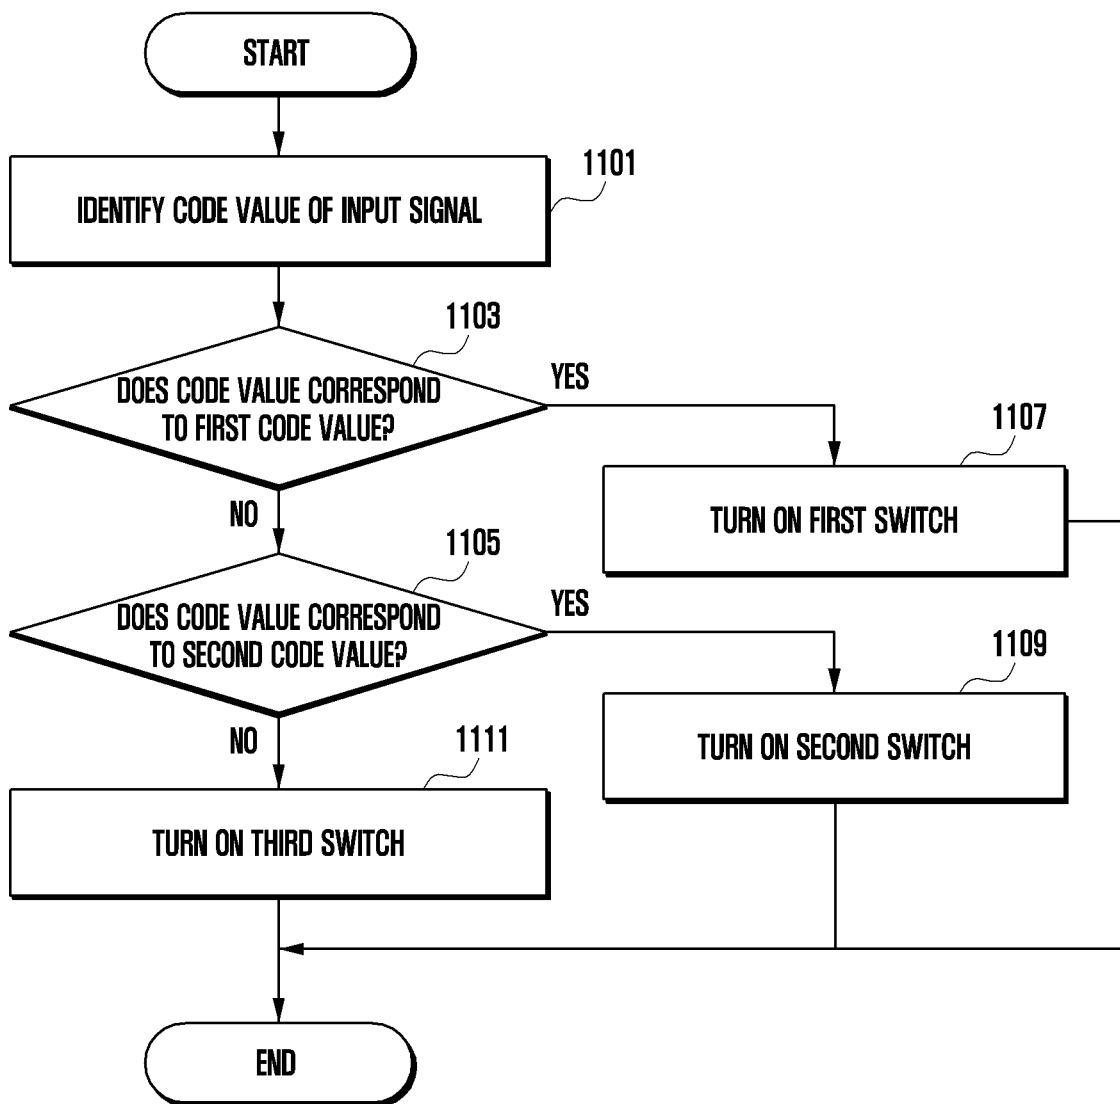 START
1101
IDENTIFY CODE VALUE OF INPUT SIGNAL
1103
DOES CODE VALUE CORRESPOND
TO FIRST CODE VALUE?
YES
1107
TURN ON FIRST SWITCH
NO
1105
DOES CODE VALUE CORRESPOND
TO SECOND CODE VALUE?
YES
1109
TURN ON SECOND SWITCH
NO
1111
TURN ON THIRD SWITCH
END